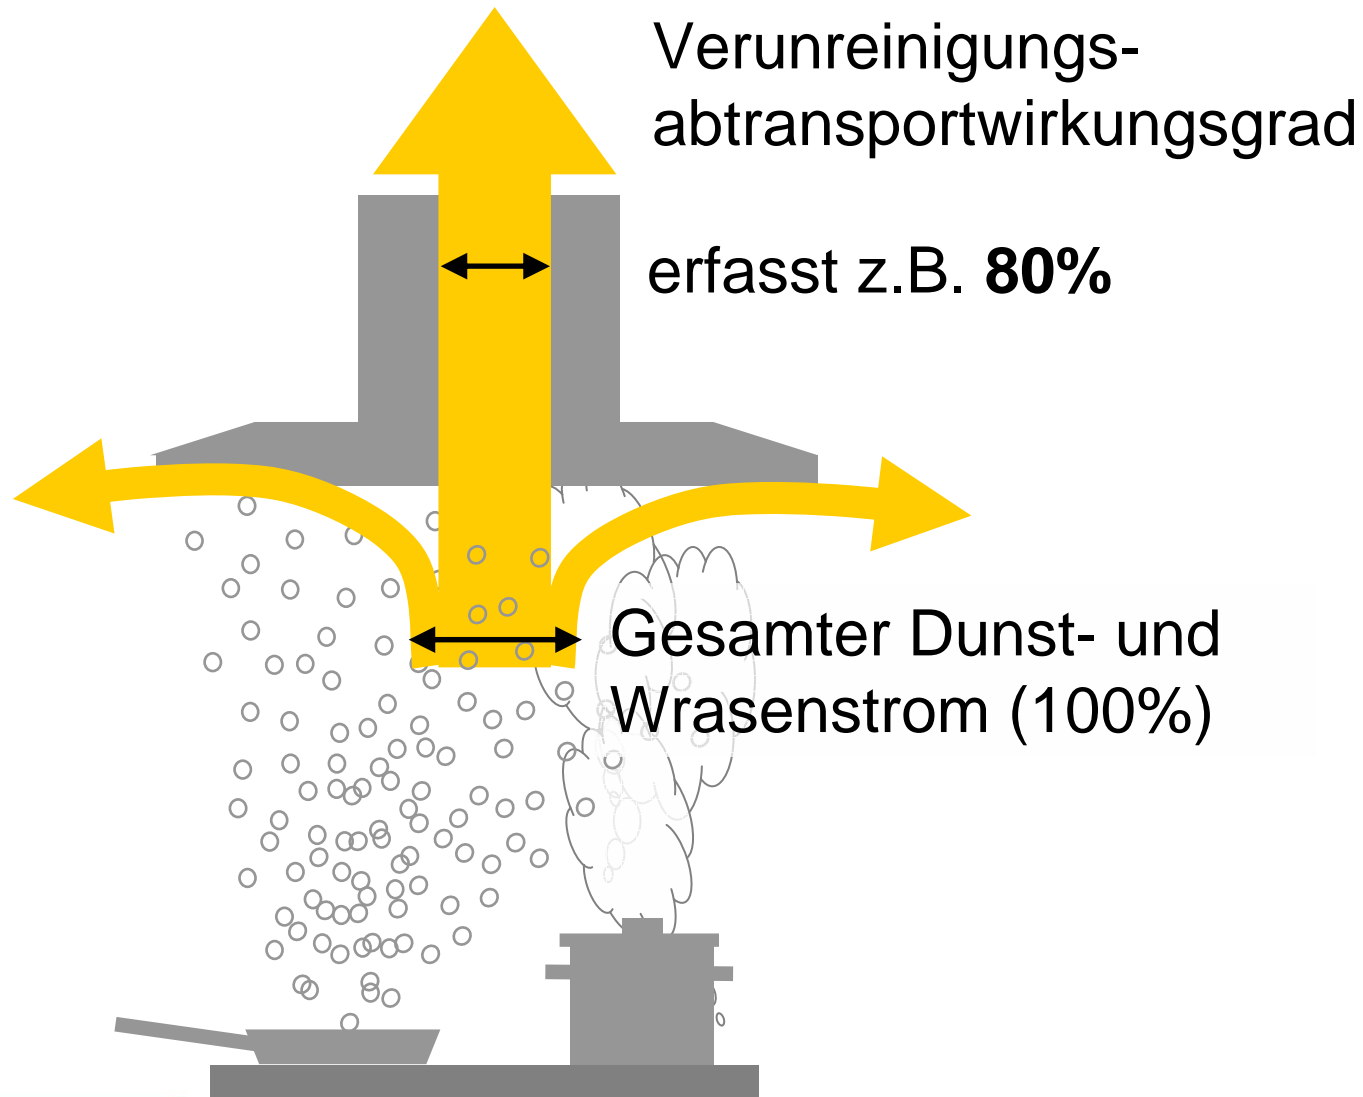 Verunreinigungs-
abtransportwirkungsgrad
erfasst z.B. 80%
Gesamter Dunst- und
Wrasenstrom (100%)